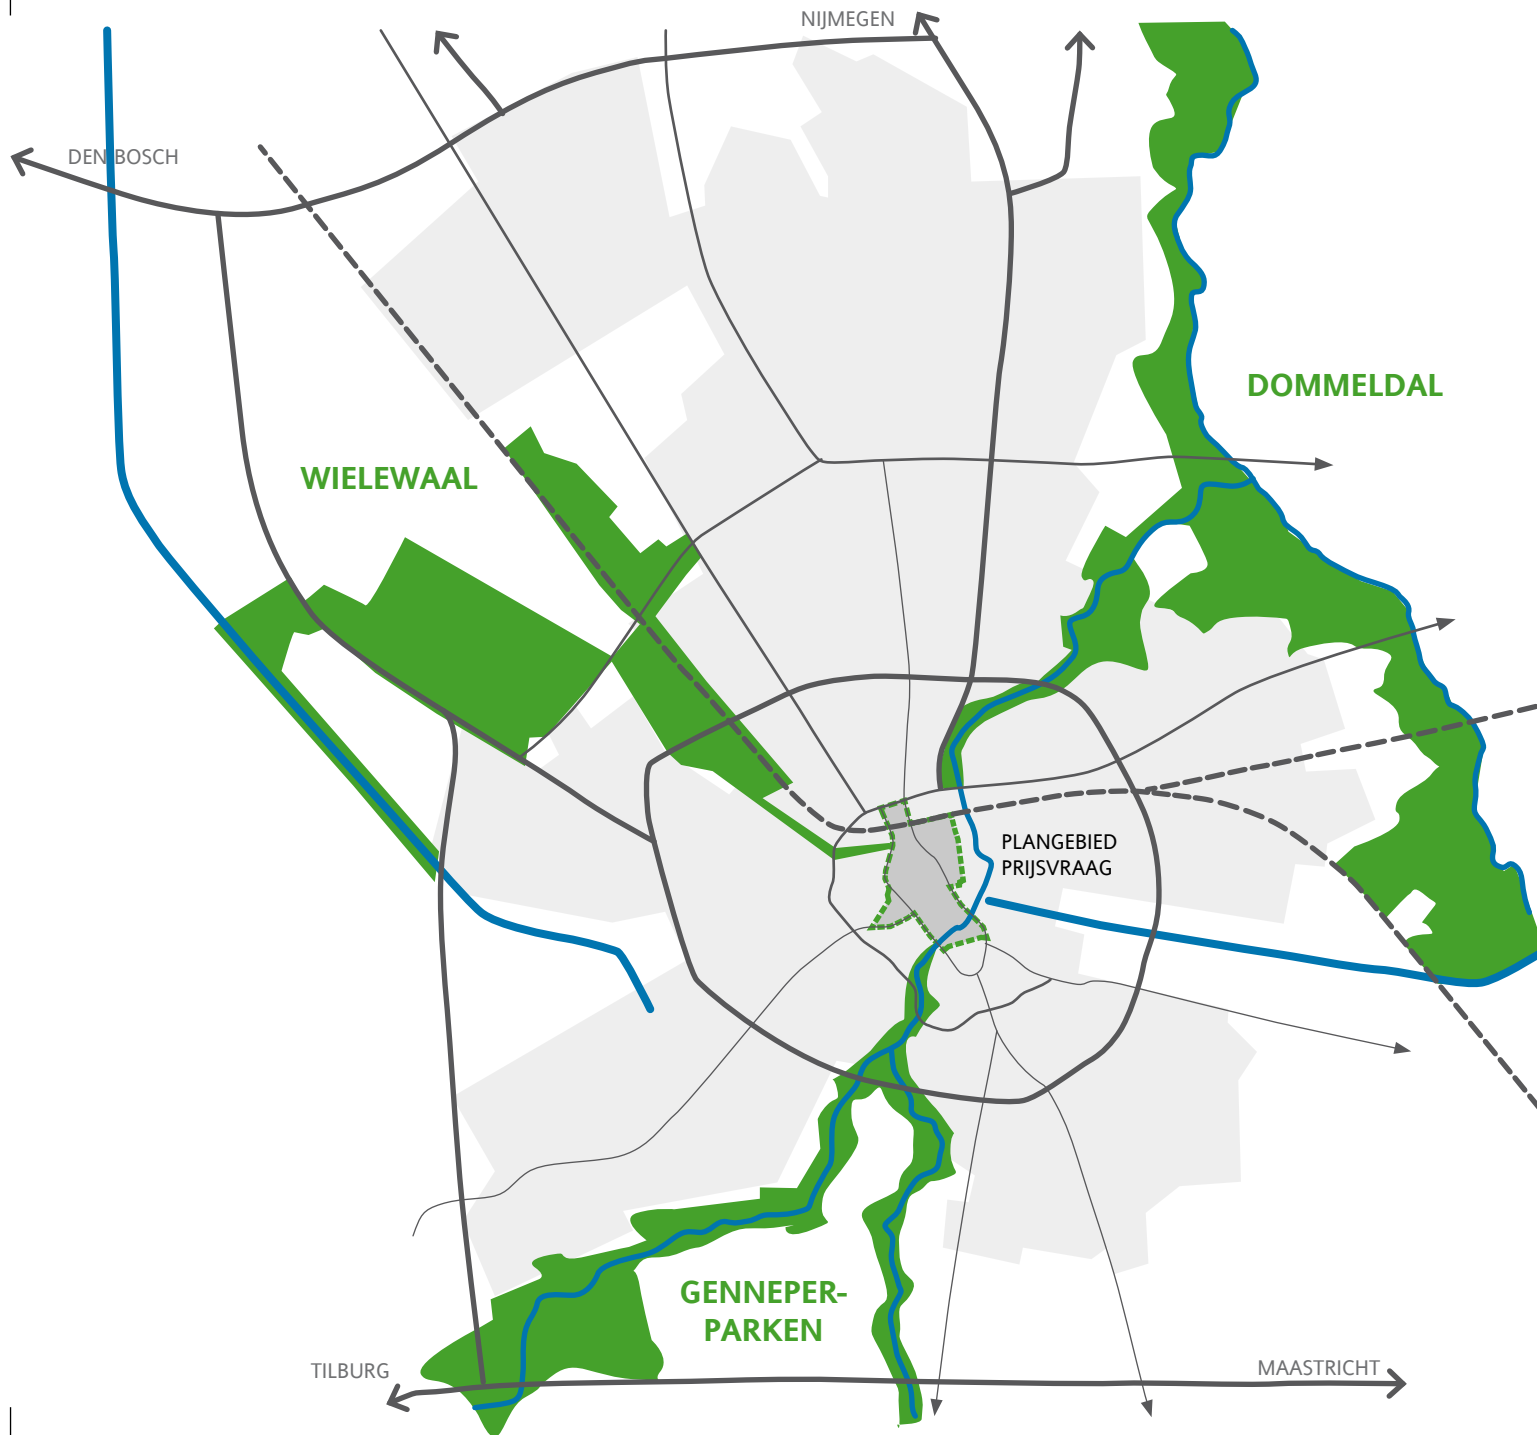 NIJMEGEN
DEN BOSCH
DOMMELDAL
WIELEWAAL
PLANGEBIED
PRIJSVRAAG
GENNEPER-
PARKEN
TILBURG
MAASTRICHT